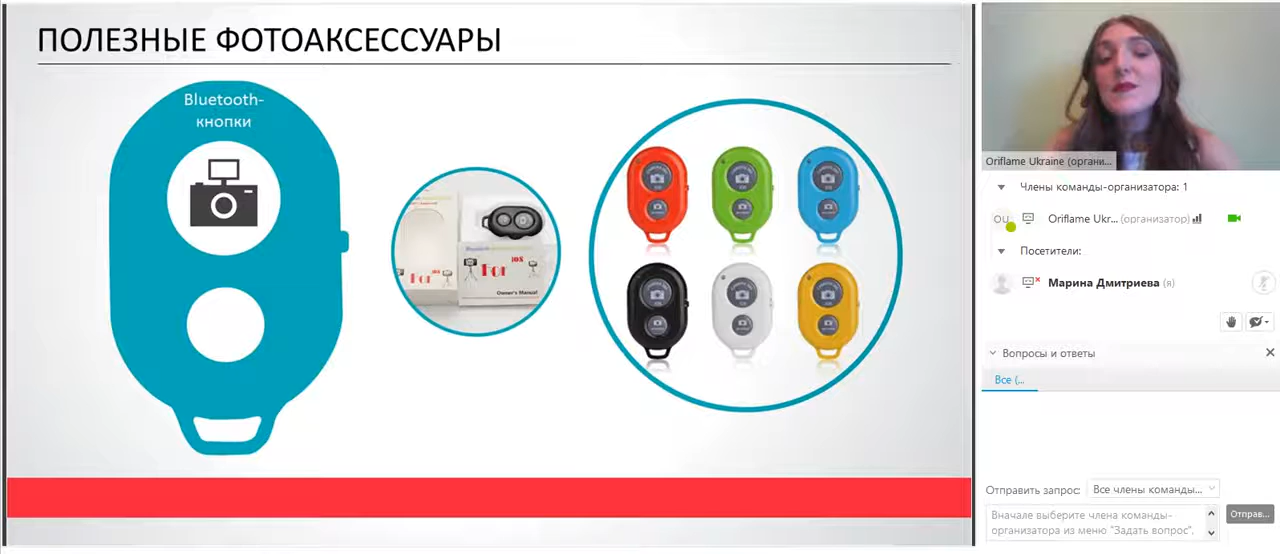 ПОЛЕЗНЫЕ ФОТОАКСЕССУАРЫ
Bluetooth-
кнопки
Owner's Manual
Oriflame Ukraine (органи...
Члены команды-организатора: 1
OU
Oriflame Ukr... (организатор)
Посетители:
Марина Дмитриева (я)
Вопросы и ответы
Все (...
Отправить запрос:
Все члены команды...
Вначале выберите члена команды-
организатора из меню "Задать вопрос",
Отправ...